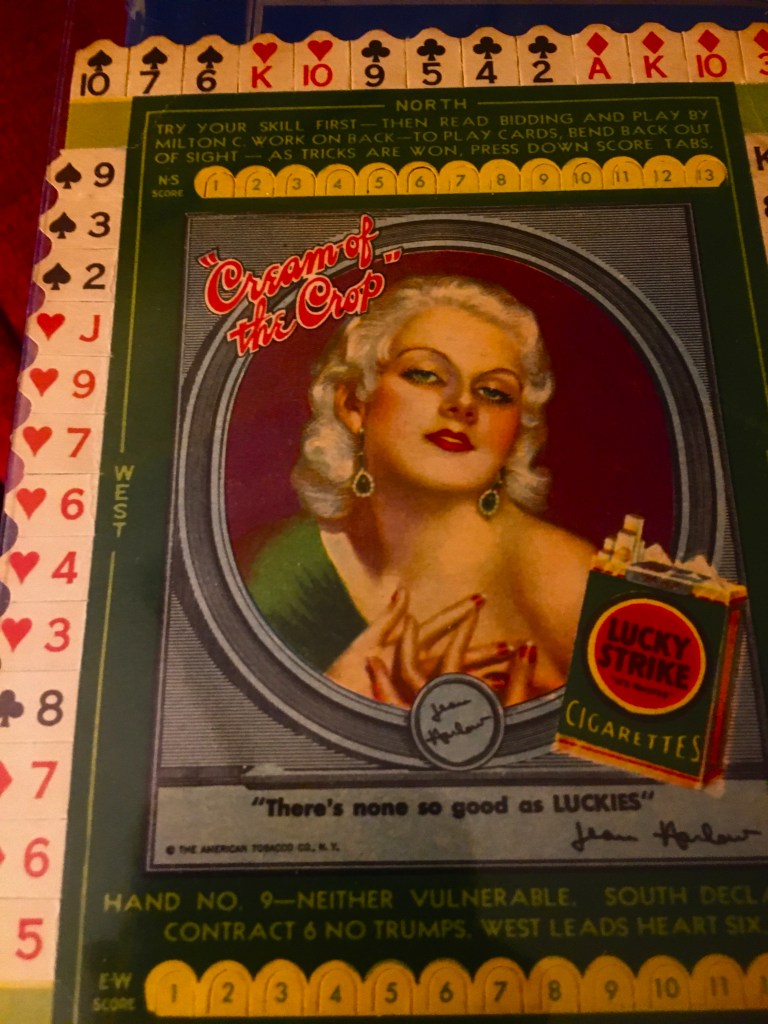 10 7 6 K 10 9 5 4 2 A K 10 3
NORTH
TRY YOUR SKILL FIRST—THEN READ BIDDING AND PLAY BY
MILTON C. WORK ON BACK—TO PLAY CARDS, BEND BACK OUT
OF SIGHT—AS TRICKS ARE WON, PRESS DOWN SCORE TABS.
N-S
SCORE
1 2 3 4 5 6 7 8 9 10 11 12 13
9
3
2
J
9
7
6
4
3
8
7
6
5
WEST
K
"Cream of
the Crop"
LUCKY
STRIKE
CIGARETTES
Jean
Harlow
"There's none so good as LUCKIES"
Jean Harlow
© THE AMERICAN TOBACCO CO., N. Y.
HAND NO. 9—NEITHER VULNERABLE. SOUTH DECLA
CONTRACT 6 NO TRUMPS. WEST LEADS HEART SIX.
E-W
SCORE
1 2 3 4 5 6 7 8 9 10 11